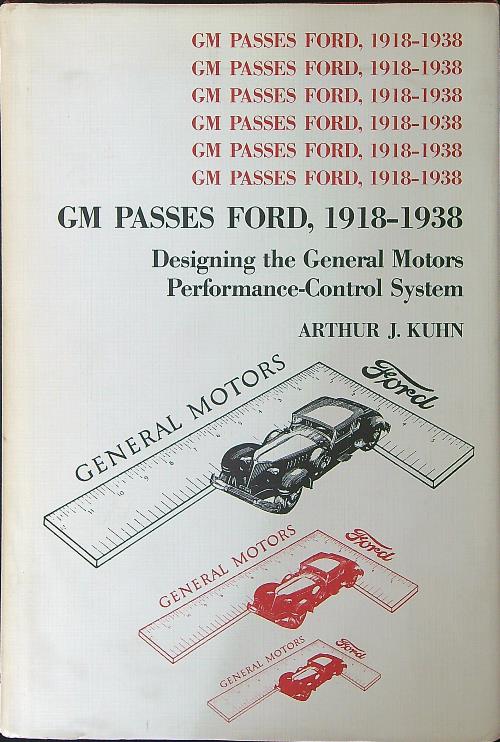 GM PASSES FORD, 1918–1938
GM PASSES FORD, 1918–1938
GM PASSES FORD, 1918–1938
GM PASSES FORD, 1918–1938
GM PASSES FORD, 1918–1938
GM PASSES FORD, 1918–1938
GM PASSES FORD, 1918–1938
Designing the General Motors
Performance-Control System
ARTHUR J. KUHN
GENERAL MOTORS
Ford
GENERAL MOTORS
Ford
GENERAL MOTORS
Ford